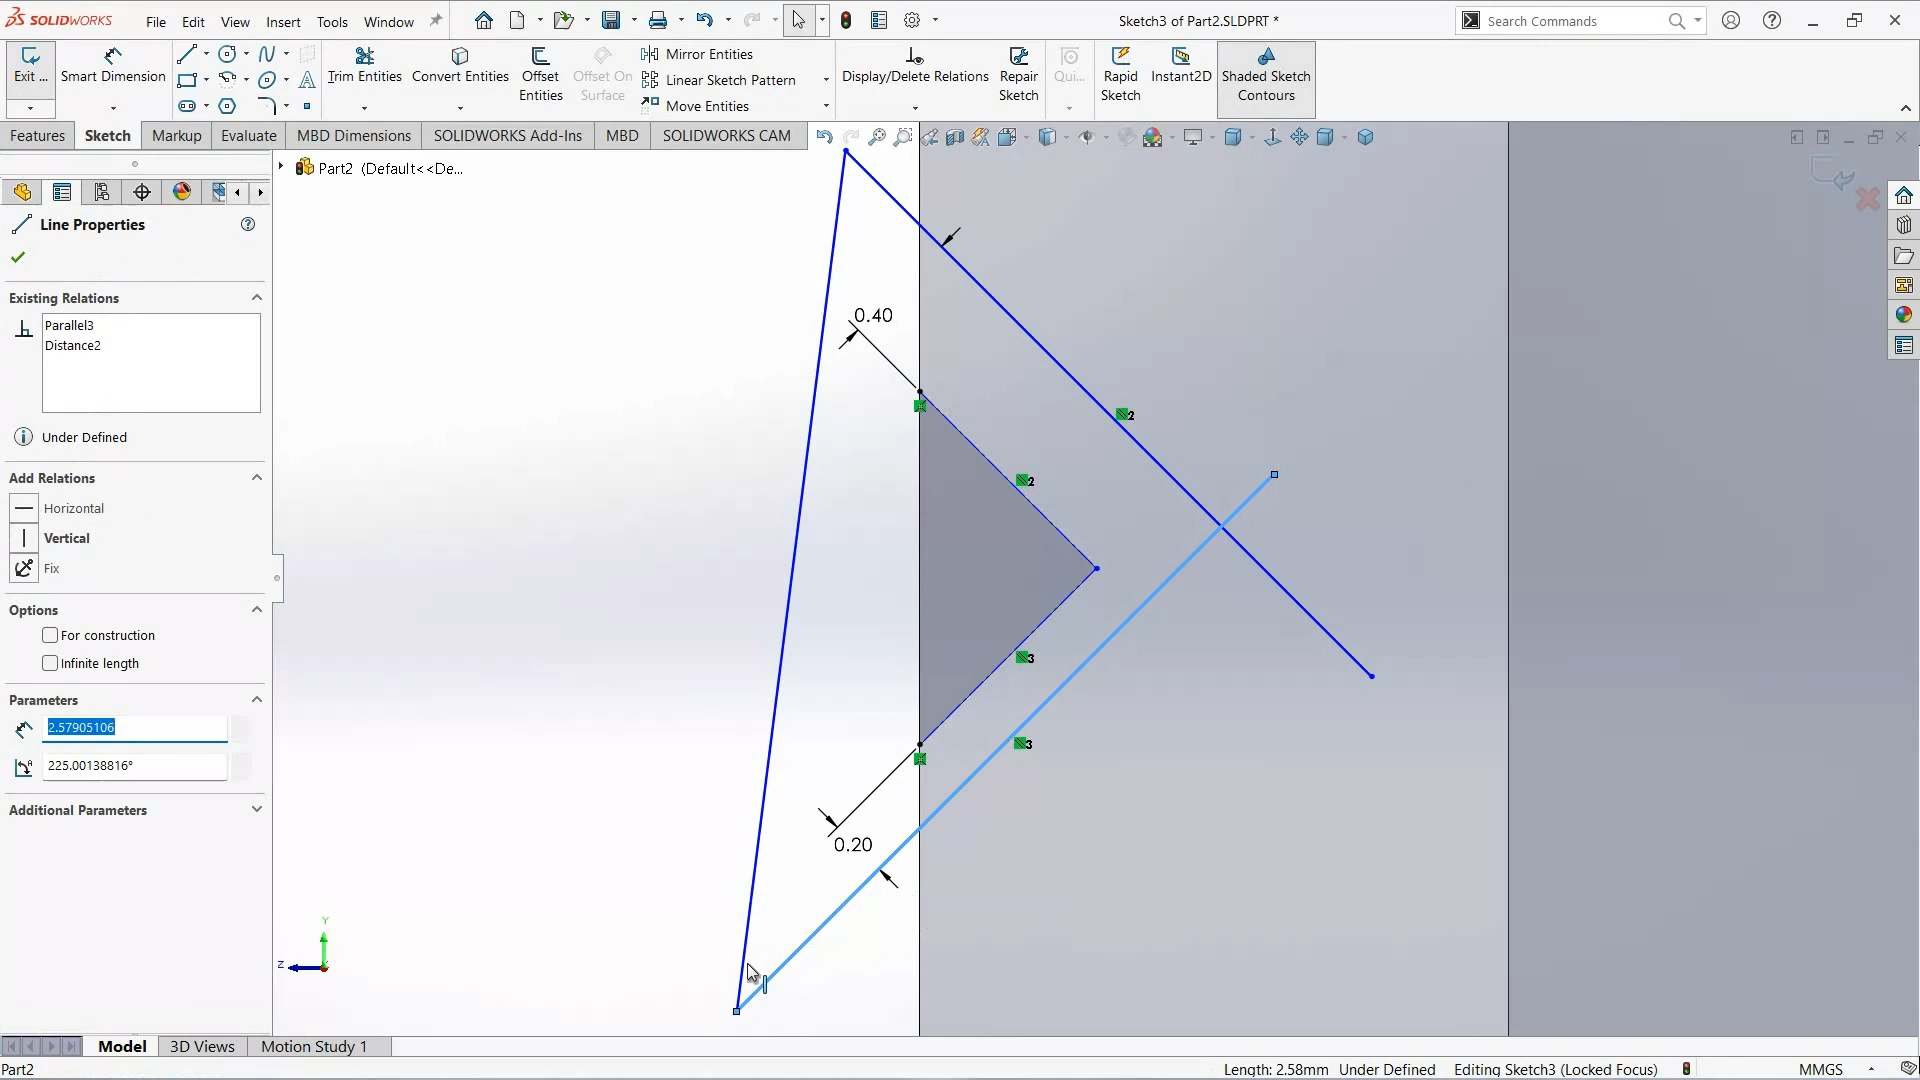 SOLIDWORKS File Edit View Insert Tools Window Sketch3 of Part2.SLDPRT * Search Commands
Exit ... Smart Dimension Trim Entities Convert Entities Offset Entities Offset On Surface Mirror Entities Linear Sketch Pattern Move Entities Display/Delete Relations Repair Sketch Qui... Rapid Sketch Instant2D Shaded Sketch Contours
Features Sketch Markup Evaluate MBD Dimensions SOLIDWORKS Add-Ins MBD SOLIDWORKS CAM
Part2 (Default<<De...
Line Properties
Existing Relations
Parallel3
Distance2
Under Defined
Add Relations
Horizontal
Vertical
Fix
Options
For construction
Infinite length
Parameters
2.57905106
225.00138816°
Additional Parameters
0.40
2
2
3
3
0.20
Y
Z
Model 3D Views Motion Study 1
Part2 Length: 2.58mm Under Defined Editing Sketch3 (Locked Focus) MMGS